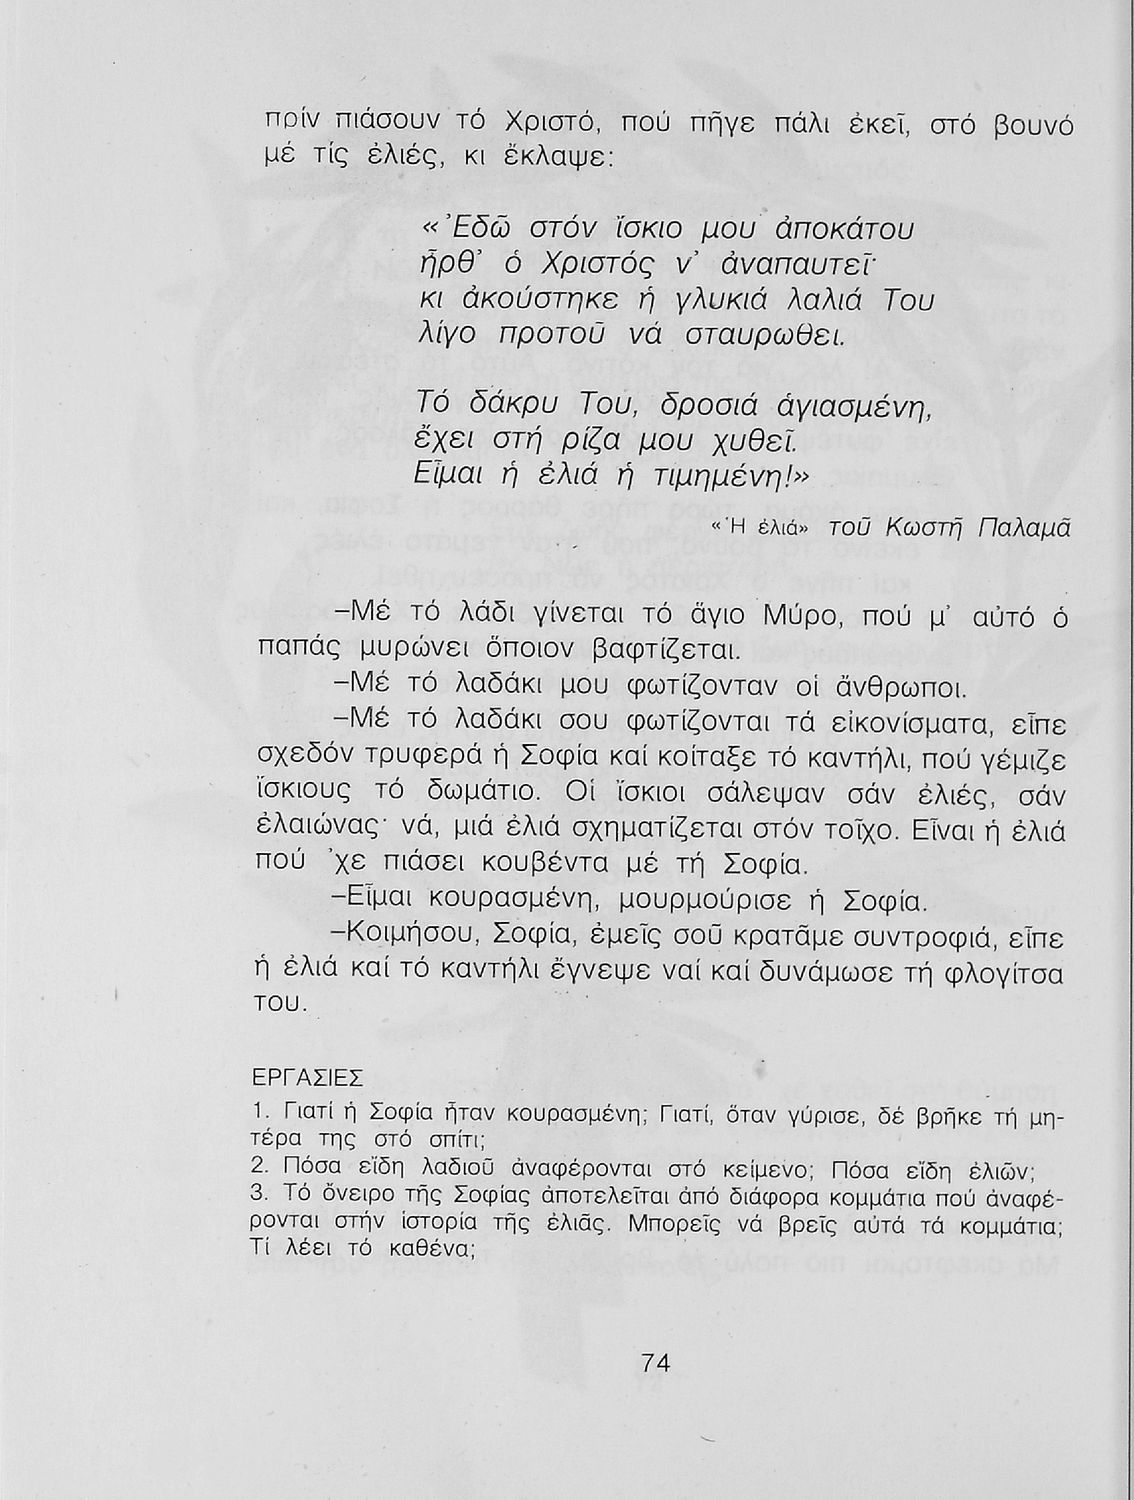 πρίν πιάσουν τό Χριστό, πού πῆγε πάλι ἐκεῖ, στό βουνό
μέ τίς ἐλιές, κι ἔκλαψε:
«Ἐδῶ στόν ἴσκιο μου ἀποκάτου
ἦρθ’ ὁ Χριστός ν’ ἀναπαυτεῖ·
κι ἀκούστηκε ἡ γλυκιά λαλιά Του
λίγο προτοῦ νά σταυρωθεῖ.
Τό δάκρυ Του, δροσιά ἁγιασμένη,
ἔχει στή ρίζα μου χυθεῖ.
Εἶμαι ἡ ἐλιά ἡ τιμημένη!»
«Ἡ ἐλιά» τοῦ Κωστῆ Παλαμᾶ
–Μέ τό λάδι γίνεται τό ἅγιο Μύρο, πού μ’ αὐτό ὁ
παπάς μυρώνει ὅποιον βαφτίζεται.
–Μέ τό λαδάκι μου φωτίζονταν οἱ ἄνθρωποι.
–Μέ τό λαδάκι σου φωτίζονται τά εἰκονίσματα, εἶπε
σχεδόν τρυφερά ἡ Σοφία καί κοίταξε τό καντήλι, πού γέμιζε
ἴσκιους τό δωμάτιο. Οἱ ἴσκιοι σάλεψαν σάν ἐλιές, σάν
ἐλαιώνας· νά, μιά ἐλιά σχηματίζεται στόν τοῖχο. Εἶναι ἡ ἐλιά
πού ’χε πιάσει κουβέντα μέ τή Σοφία.
–Εἶμαι κουρασμένη, μουρμούρισε ἡ Σοφία.
–Κοιμήσου, Σοφία, ἐμεῖς σοῦ κρατᾶμε συντροφιά, εἶπε
ἡ ἐλιά καί τό καντήλι ἔγνεψε ναί καί δυνάμωσε τή φλογίτσα
του.
ΕΡΓΑΣΙΕΣ
1. Γιατί ἡ Σοφία ἦταν κουρασμένη; Γιατί, ὅταν γύρισε, δέ βρῆκε τή μη-
τέρα της στό σπίτι;
2. Πόσα εἴδη λαδιοῦ ἀναφέρονται στό κείμενο; Πόσα εἴδη ἐλιῶν;
3. Τό ὄνειρο τῆς Σοφίας ἀποτελεῖται ἀπό διάφορα κομμάτια πού ἀναφέ-
ρονται στήν ἱστορία τῆς ἐλιᾶς. Μπορεῖς νά βρεῖς αὐτά τά κομμάτια;
Τί λέει τό καθένα;
74